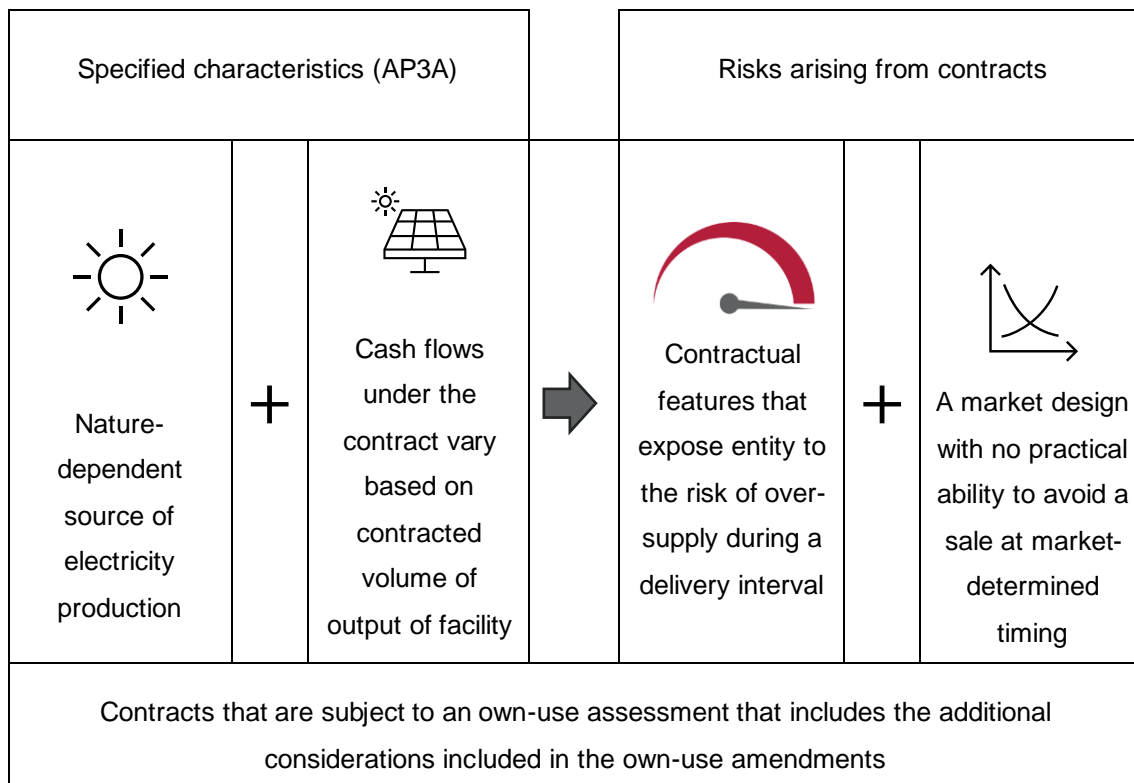 Specified characteristics (AP3A)
Risks arising from contracts
Nature-
dependent
source of
electricity
production
+
Cash flows
under the
contract vary
based on
contracted
volume of
output of facility
Contractual
features that
expose entity to
the risk of over-
supply during a
delivery interval
+
A market design
with no practical
ability to avoid a
sale at market-
determined
timing
Contracts that are subject to an own-use assessment that includes the additional
considerations included in the own-use amendments